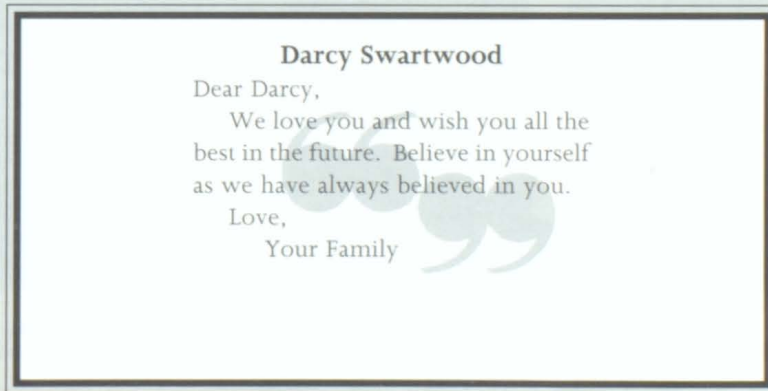 Darcy Swartwood
Dear Darcy,
We love you and wish you all the
best in the future. Believe in yourself
as we have always believed in you.
Love,
Your Family